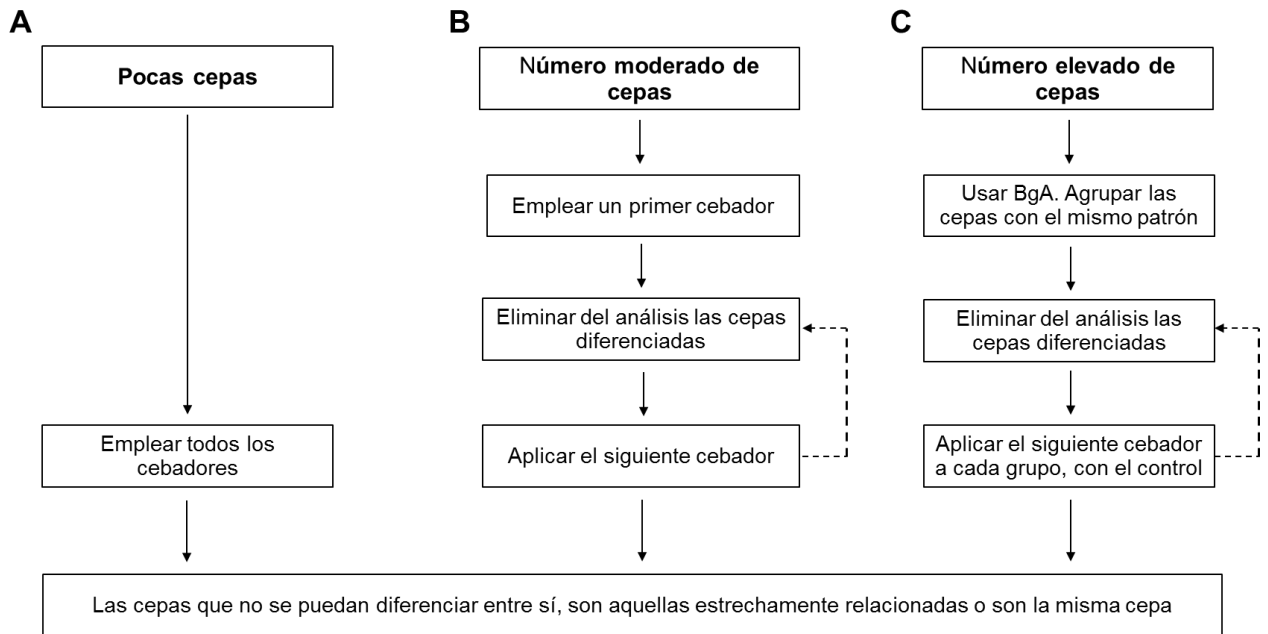 A
Pocas cepas
Emplear todos los
cebadores
B
Número moderado de
cepas
Emplear un primer cebador
Eliminar del análisis las cepas
diferenciadas
Aplicar el siguiente cebador
C
Número elevado de
cepas
Usar BgA. Agrupar las
cepas con el mismo patrón
Eliminar del análisis las
cepas diferenciadas
Aplicar el siguiente cebador
a cada grupo, con el control
Las cepas que no se puedan diferenciar entre sí, son aquellas estrechamente relacionadas o son la misma cepa